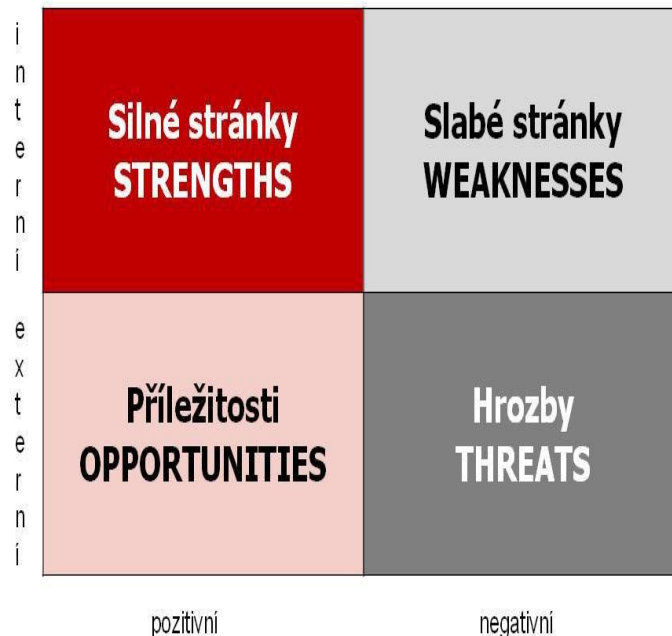 interní
Silné stránky
STRENGTHS
Slabé stránky
WEAKNESSES
externí
Příležitosti
OPPORTUNITIES
Hrozby
THREATS
pozitivní
negativní